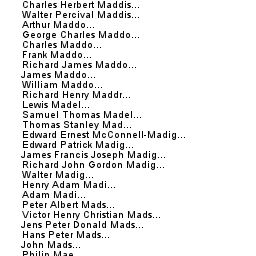 Charles Herbert Maddis...
Walter Percival Maddis...
Arthur Maddo...
George Charles Maddo...
Charles Maddo...
Frank Maddo...
Richard James Maddo...
James Maddo...
William Maddo...
Richard Henry Maddr...
Lewis Madel...
Samuel Thomas Madel...
Thomas Stanley Mad...
Edward Ernest McConnell-Madig...
Edward Patrick Madig...
James Francis Joseph Madig...
Richard John Gordon Madig...
Walter Madig...
Henry Adam Madi...
Adam Madi...
Peter Albert Mads...
Victor Henry Christian Mads...
Jens Peter Donald Mads...
Hans Peter Mads...
John Mads...
Philip Mae...